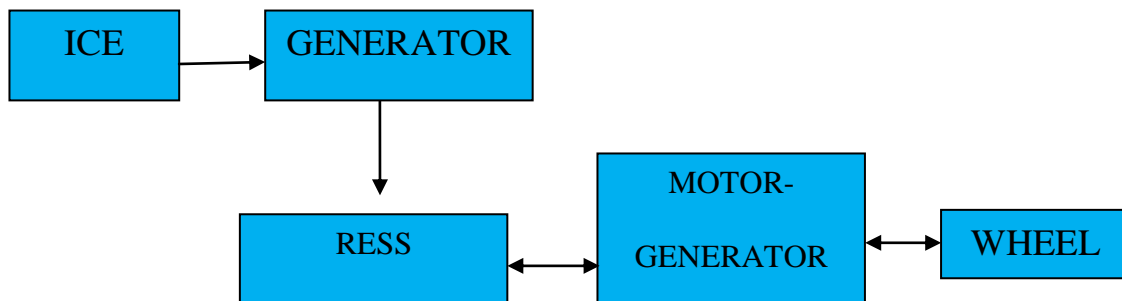 ICE
GENERATOR
MOTOR-
GENERATOR
RESS
WHEEL